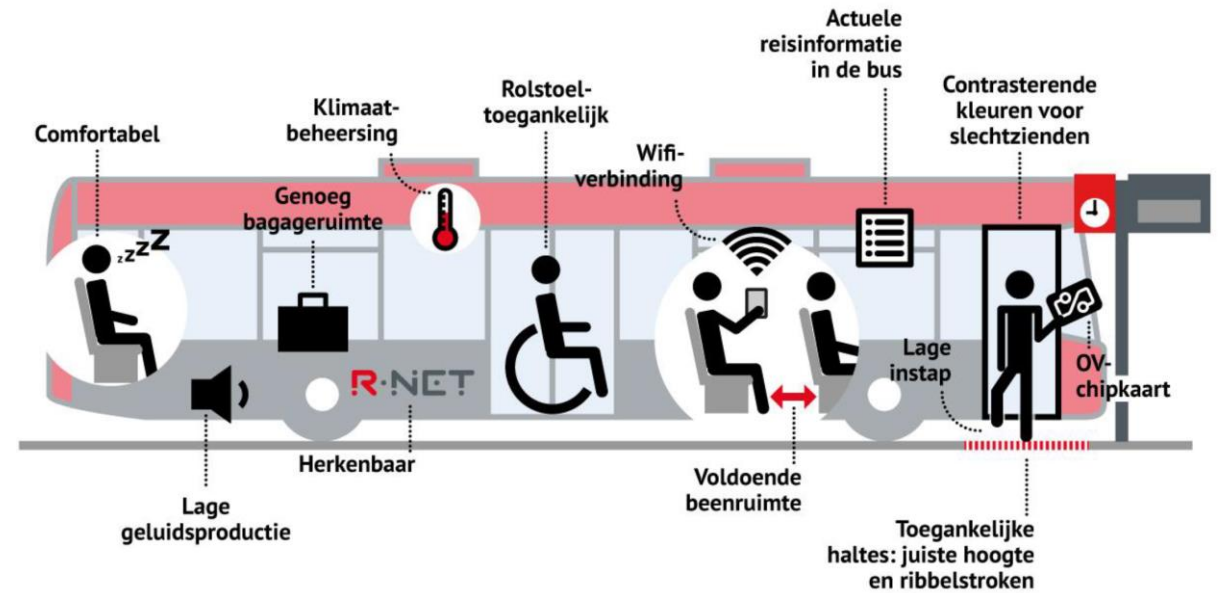 Comfortabel
Klimaat-
beheersing
Genoeg
bagageruimte
Rolstoel-
toegankelijk
Wifi-
verbinding
Actuele
reisinformatie
in de bus
Contrasterende
kleuren voor
slechtzienden
zzzZZ
R·NET
Lage
instap
OV-
chipkaart
Herkenbaar
Lage
geluidsproductie
Voldoende
beenruimte
Toegankelijke
haltes: juiste hoogte
en ribbelstroken